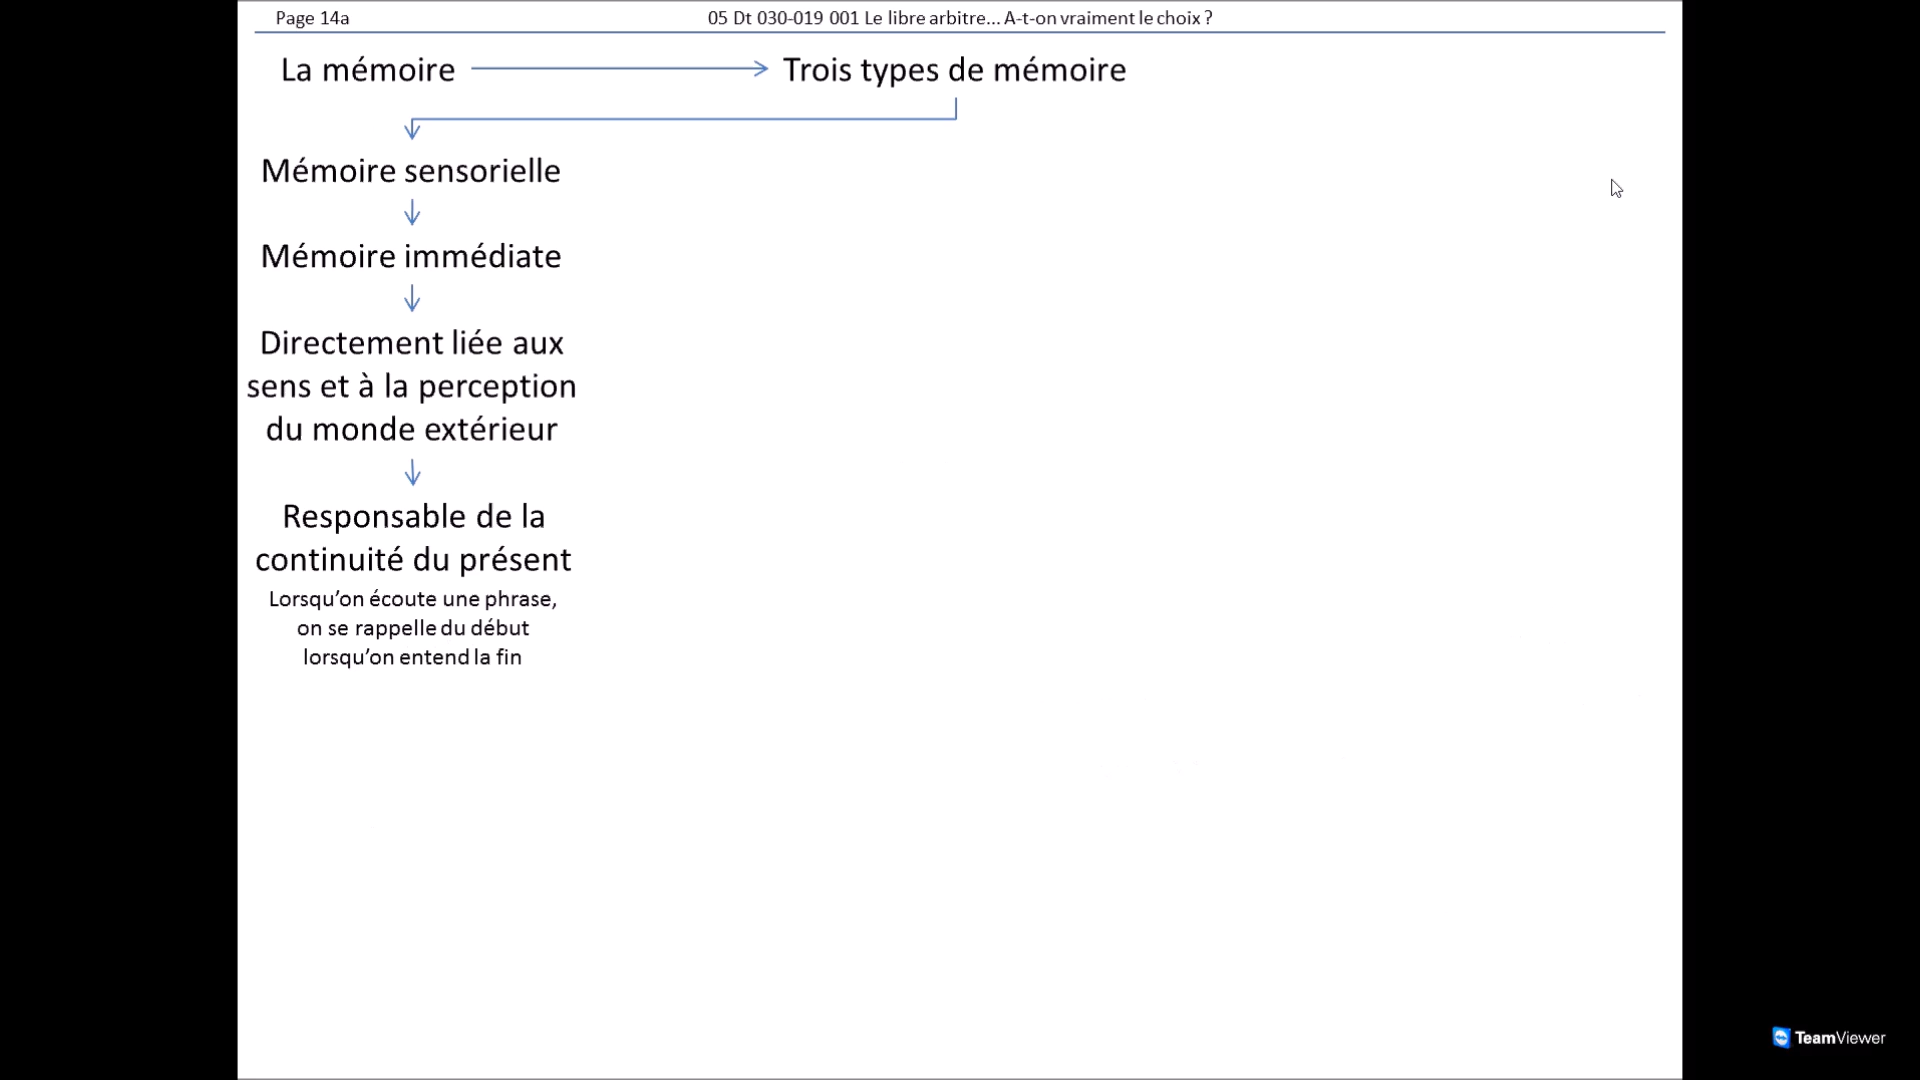 Page 14a
05 Dt 030-019 001 Le libre arbitre... A-t-on vraiment le choix ?
La mémoire
Trois types de mémoire
Mémoire sensorielle
Mémoire immédiate
Directement liée aux
sens et à la perception
du monde extérieur
Responsable de la
continuité du présent
Lorsqu'on écoute une phrase,
on se rappelle du début
lorsqu'on entend la fin
TeamViewer